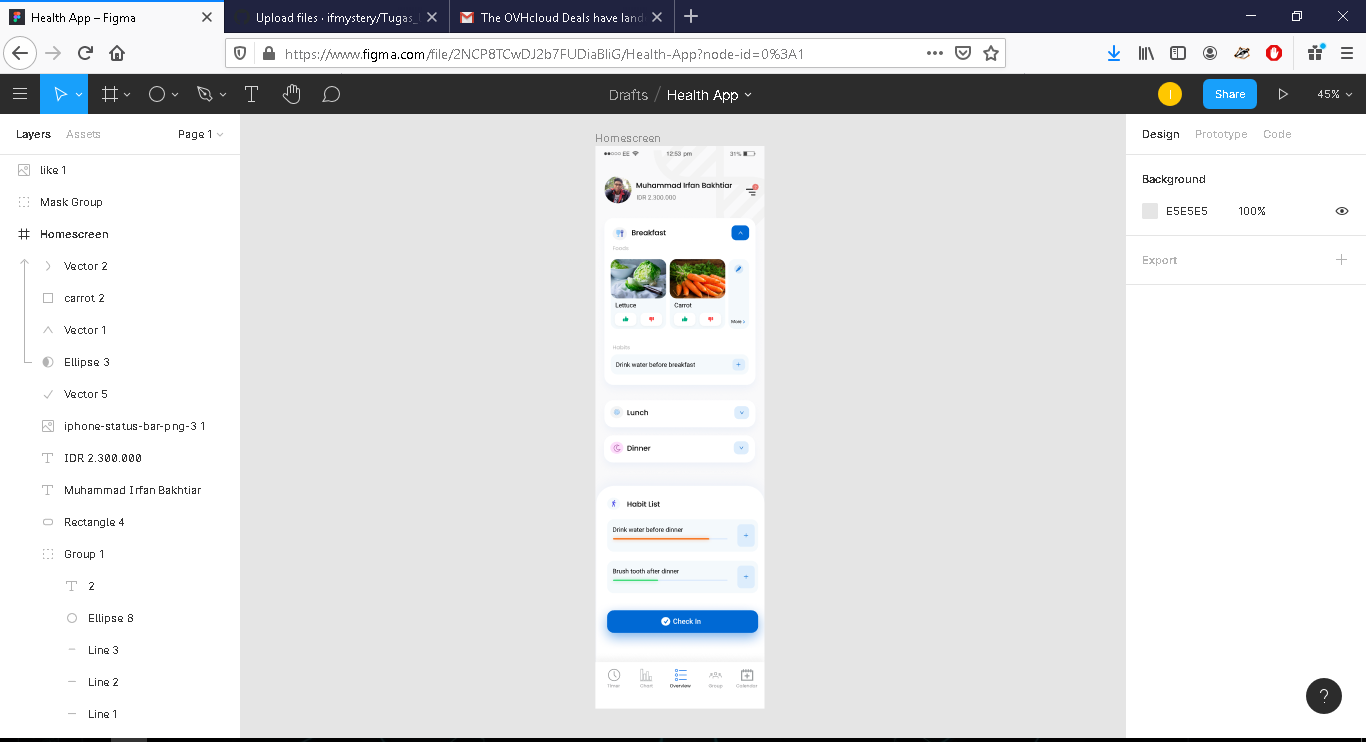 Health App – Figma
Upload files · ifmystery/Tugas_
The OVHcloud Deals have land
https://www.figma.com/file/2NCP8TCwDJ2b7FUDiaBliG/Health-App?node-id=0%3A1
Drafts / Health App
I
Share
45%
Layers
Assets
Page 1
like 1
Mask Group
Homescreen
Vector 2
carrot 2
Vector 1
Ellipse 3
Vector 5
iphone-status-bar-png-3 1
IDR 2.300.000
Muhammad Irfan Bakhtiar
Rectangle 4
Group 1
2
Ellipse 8
Line 3
Line 2
Line 1
Homescreen
EE
12:53 pm
31%
Muhammad Irfan Bakhtiar
IDR 2.300.000
Breakfast
Foods
Lettuce
Carrot
More >
Habits
Drink water before breakfast
+
Lunch
Dinner
Habit List
Drink water before dinner
+
Brush tooth after dinner
+
Check In
Timer
Chart
Overview
Group
Calendar
Design
Prototype
Code
Background
E5E5E5
100%
Export
?